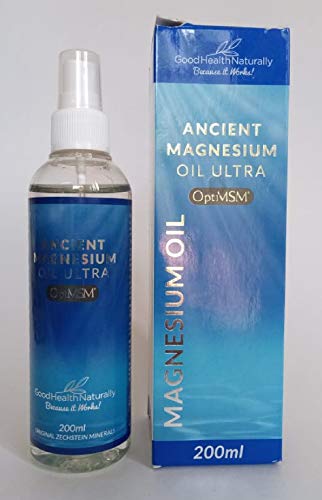 GoodHealthNaturally
Because it Works!
ANCIENT
MAGNESIUM
OIL ULTRA
OptiMSM®
MAGNESIUM OIL
200ml
ANCIENT
MAGNESIUM
OIL ULTRA
OptiMSM®
GoodHealthNaturally
Because it Works!
200ml
ORIGINAL ZECHSTEIN MINERALS